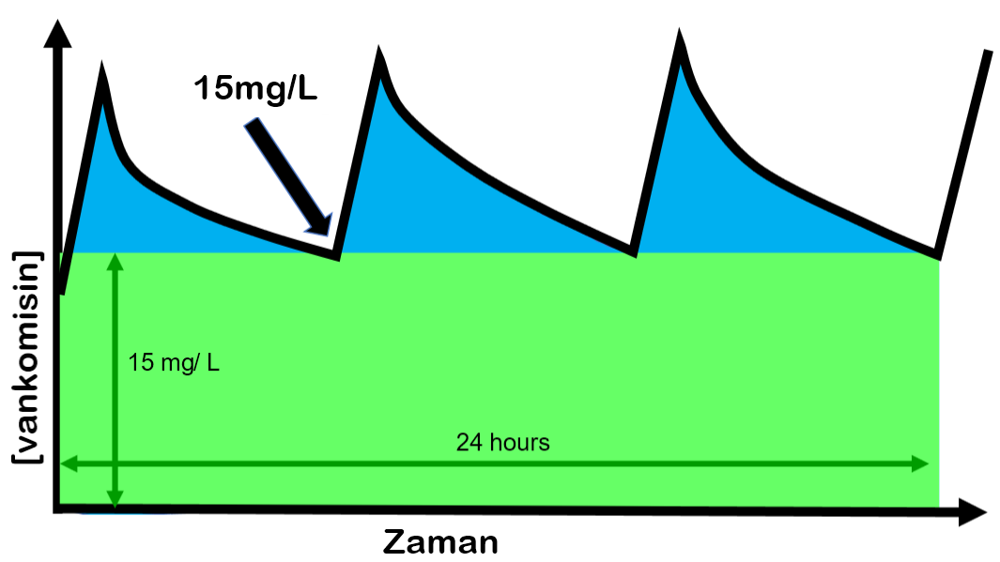 15mg/L
[vankomisin]
15 mg/ L
24 hours
Zaman